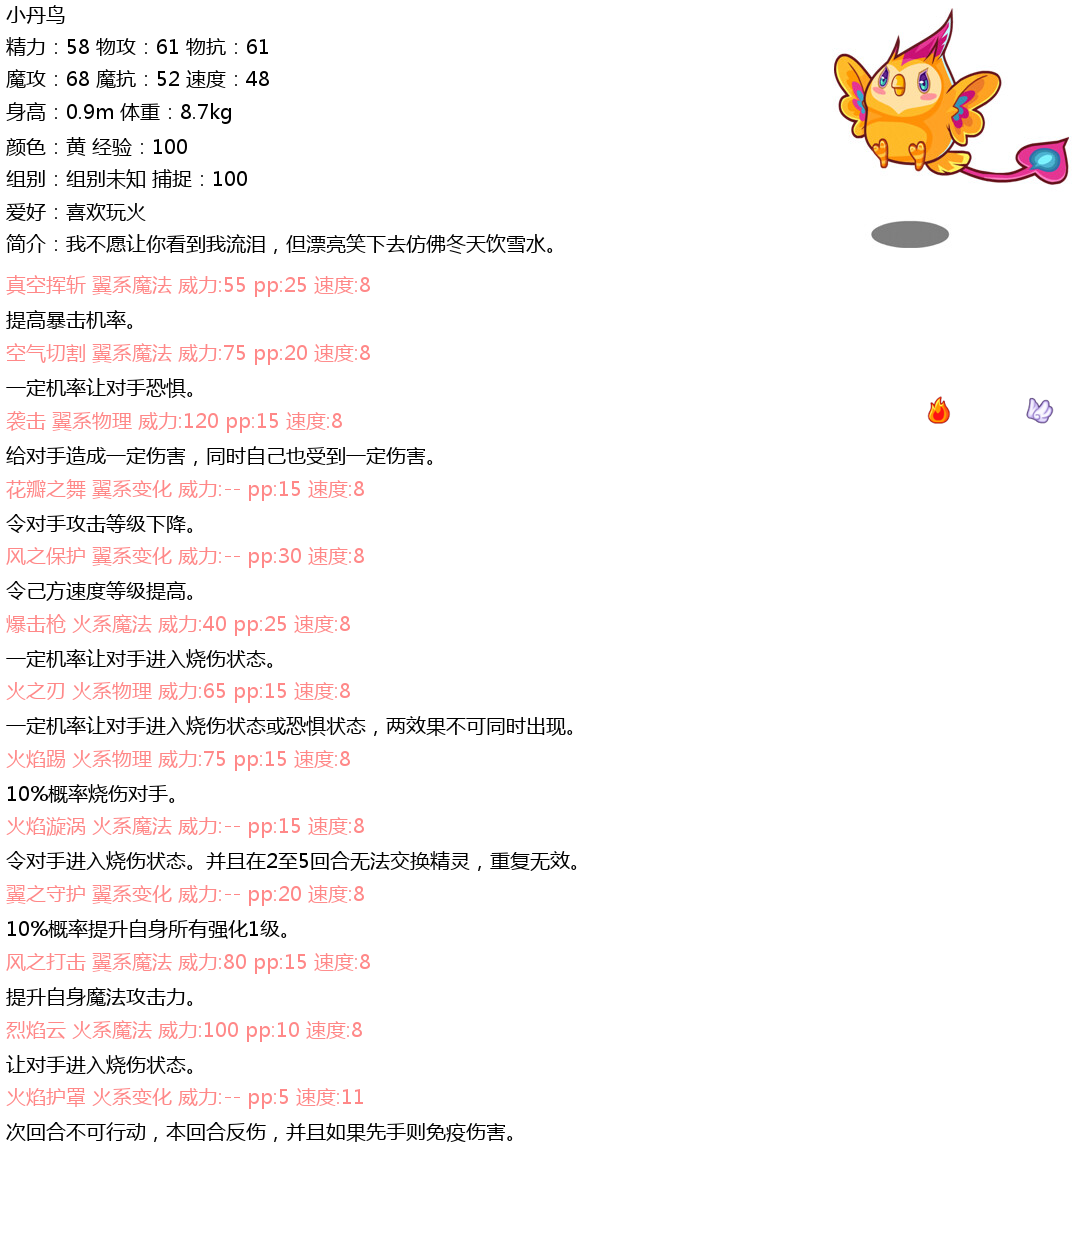 小丹鸟
精力：58 物攻：61 物抗：61
魔攻：68 魔抗：52 速度：48
身高：0.9m 体重：8.7kg
颜色：黄 经验：100
组别：组别未知 捕捉：100
爱好：喜欢玩火
简介：我不愿让你看到我流泪，但漂亮笑下去仿佛冬天饮雪水。
真空挥斩 翼系魔法 威力:55 pp:25 速度:8
提高暴击机率。
空气切割 翼系魔法 威力:75 pp:20 速度:8
一定机率让对手恐惧。
袭击 翼系物理 威力:120 pp:15 速度:8
给对手造成一定伤害，同时自己也受到一定伤害。
花瓣之舞 翼系变化 威力:-- pp:15 速度:8
令对手攻击等级下降。
风之保护 翼系变化 威力:-- pp:30 速度:8
令己方速度等级提高。
爆击枪 火系魔法 威力:40 pp:25 速度:8
一定机率让对手进入烧伤状态。
火之刃 火系物理 威力:65 pp:15 速度:8
一定机率让对手进入烧伤状态或恐惧状态，两效果不可同时出现。
火焰踢 火系物理 威力:75 pp:15 速度:8
10%概率烧伤对手。
火焰漩涡 火系魔法 威力:-- pp:15 速度:8
令对手进入烧伤状态。并且在2至5回合无法交换精灵，重复无效。
翼之守护 翼系变化 威力:-- pp:20 速度:8
10%概率提升自身所有强化1级。
风之打击 翼系魔法 威力:80 pp:15 速度:8
提升自身魔法攻击力。
烈焰云 火系魔法 威力:100 pp:10 速度:8
让对手进入烧伤状态。
火焰护罩 火系变化 威力:-- pp:5 速度:11
次回合不可行动，本回合反伤，并且如果先手则免疫伤害。